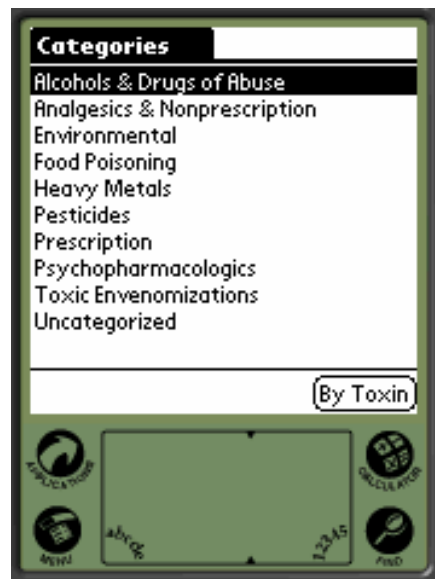 Categories
Alcohols & Drugs of Abuse
Analgesics & Nonprescription
Environmental
Food Poisoning
Heavy Metals
Pesticides
Prescription
Psychopharmacologics
Toxic Envenomizations
Uncategorized
By Toxin
APPLICATIONS
CALCULATOR
MENU
abcde
12345
FIND